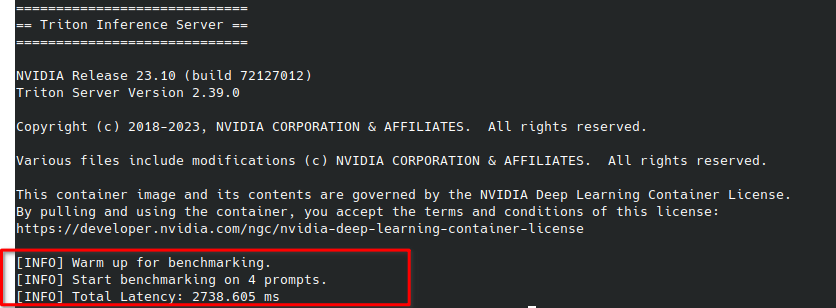 =============================
== Triton Inference Server ==
=============================
NVIDIA Release 23.10 (build 72127012)
Triton Server Version 2.39.0
Copyright (c) 2018-2023, NVIDIA CORPORATION & AFFILIATES.  All rights reserved.
Various files include modifications (c) NVIDIA CORPORATION & AFFILIATES.  All rights reserved.
This container image and its contents are governed by the NVIDIA Deep Learning Container License.
By pulling and using the container, you accept the terms and conditions of this license:
https://developer.nvidia.com/ngc/nvidia-deep-learning-container-license
[INFO] Warm up for benchmarking.
[INFO] Start benchmarking on 4 prompts.
[INFO] Total Latency: 2738.605 ms